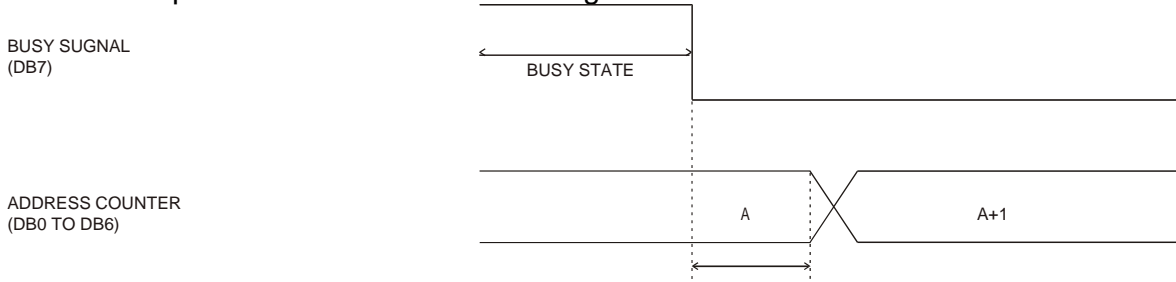 BUSY SUGNAL
(DB7)
BUSY STATE
ADDRESS COUNTER
(DB0 TO DB6)
A
A+1